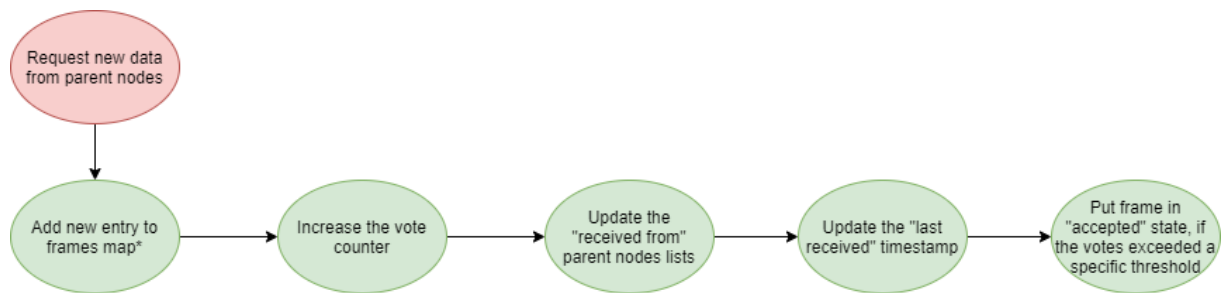 Request new data
from parent nodes
Add new entry to
frames map*
Increase the vote
counter
Update the
"received from"
parent nodes lists
Update the "last
received" timestamp
Put frame in
"accepted" state, if
the votes exceeded a
specific threshold